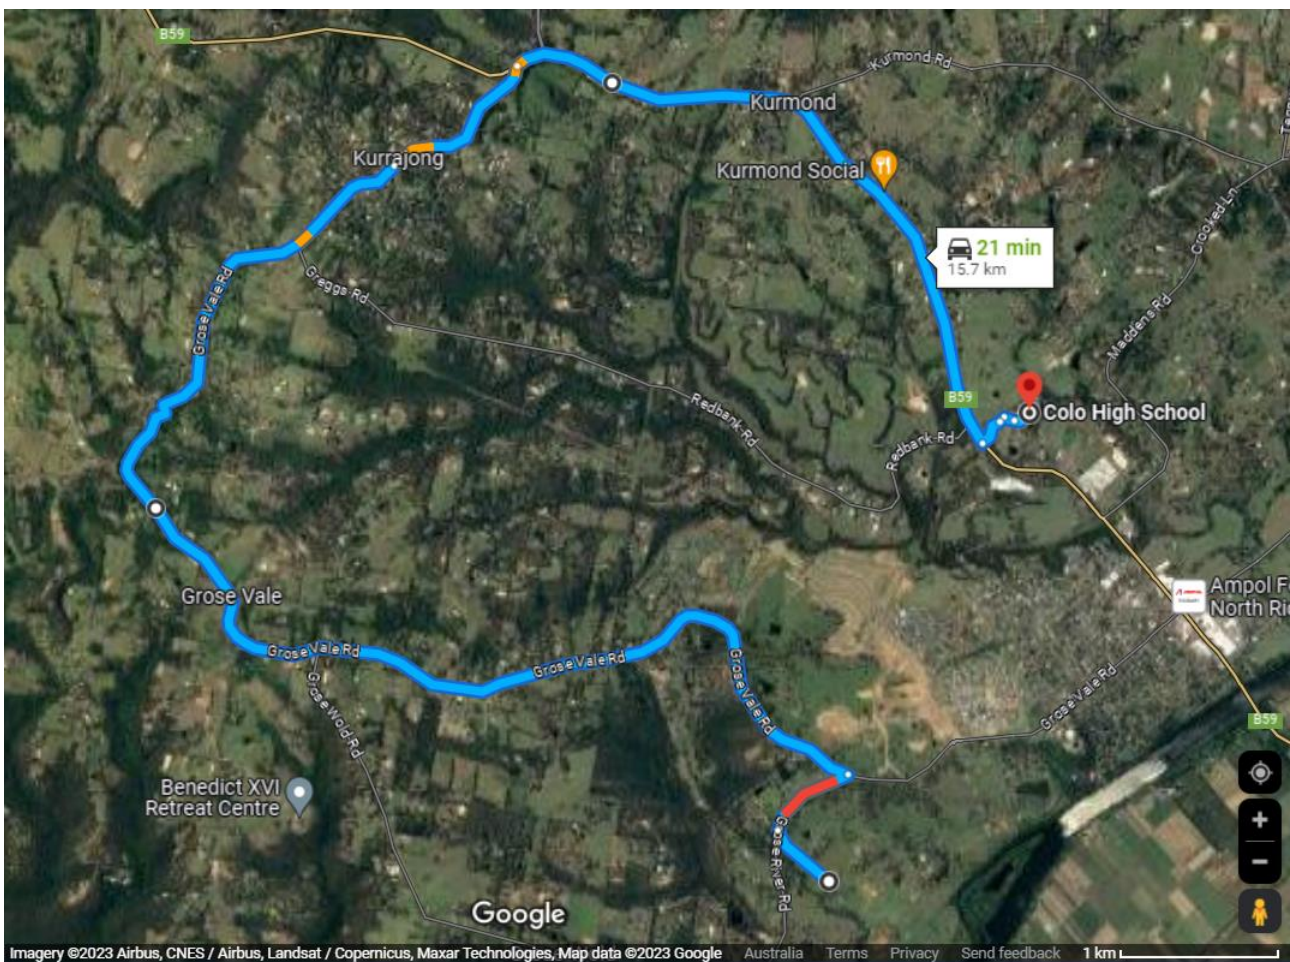 B59
Kurmond Rd
Kurmond
Kurrajong
Kurmond Social
Crooked Ln
21 min
15.7 km
Grose Vale Rd
Greggs Rd
Maddens Rd
B59
Colo High School
Redbank Rd
Redbank Rd
Grose Vale
Ampol Fo
North Ric
Grose Vale Rd
Grose Vale Rd
Grose Vale Rd
Grose Vale Rd
Grose Wold Rd
B59
Benedict XVI
Retreat Centre
Grose River Rd
Google
Imagery ©2023 Airbus, CNES / Airbus, Landsat / Copernicus, Maxar Technologies, Map data ©2023 Google Australia Terms Privacy Send feedback 1 km